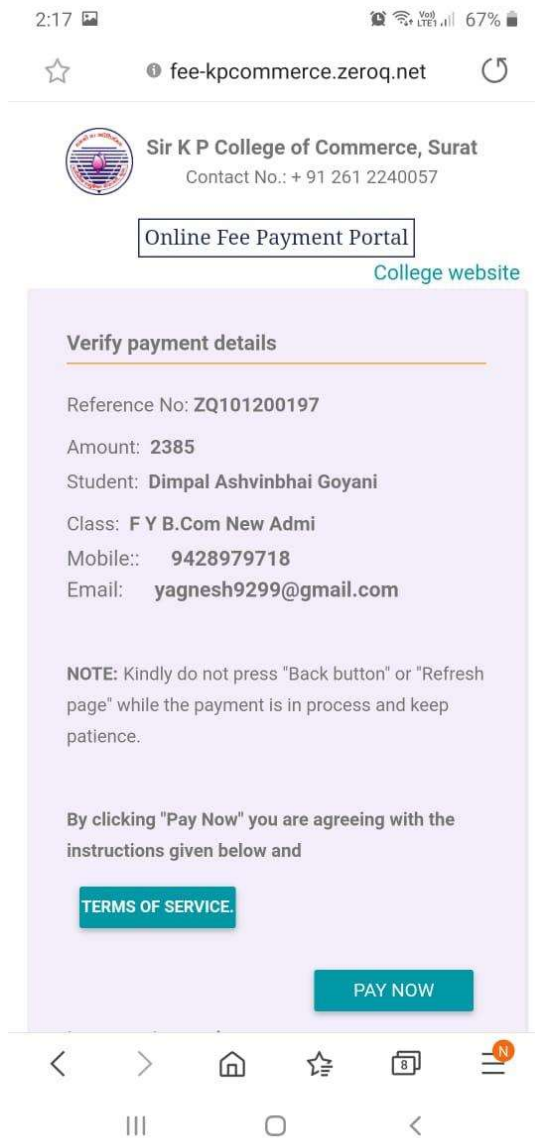 2:17 67%
fee-kpcommerce.zeroq.net
Sir K P College of Commerce, Surat
Contact No.: + 91 261 2240057
Online Fee Payment Portal
College website
Verify payment details
Reference No: ZQ101200197
Amount: 2385
Student: Dimpal Ashvinbhai Goyani
Class: F Y B.Com New Admi
Mobile:: 9428979718
Email: yagnesh9299@gmail.com
NOTE: Kindly do not press "Back button" or "Refresh
page" while the payment is in process and keep
patience.
By clicking "Pay Now" you are agreeing with the
instructions given below and
TERMS OF SERVICE.
PAY NOW
8
N